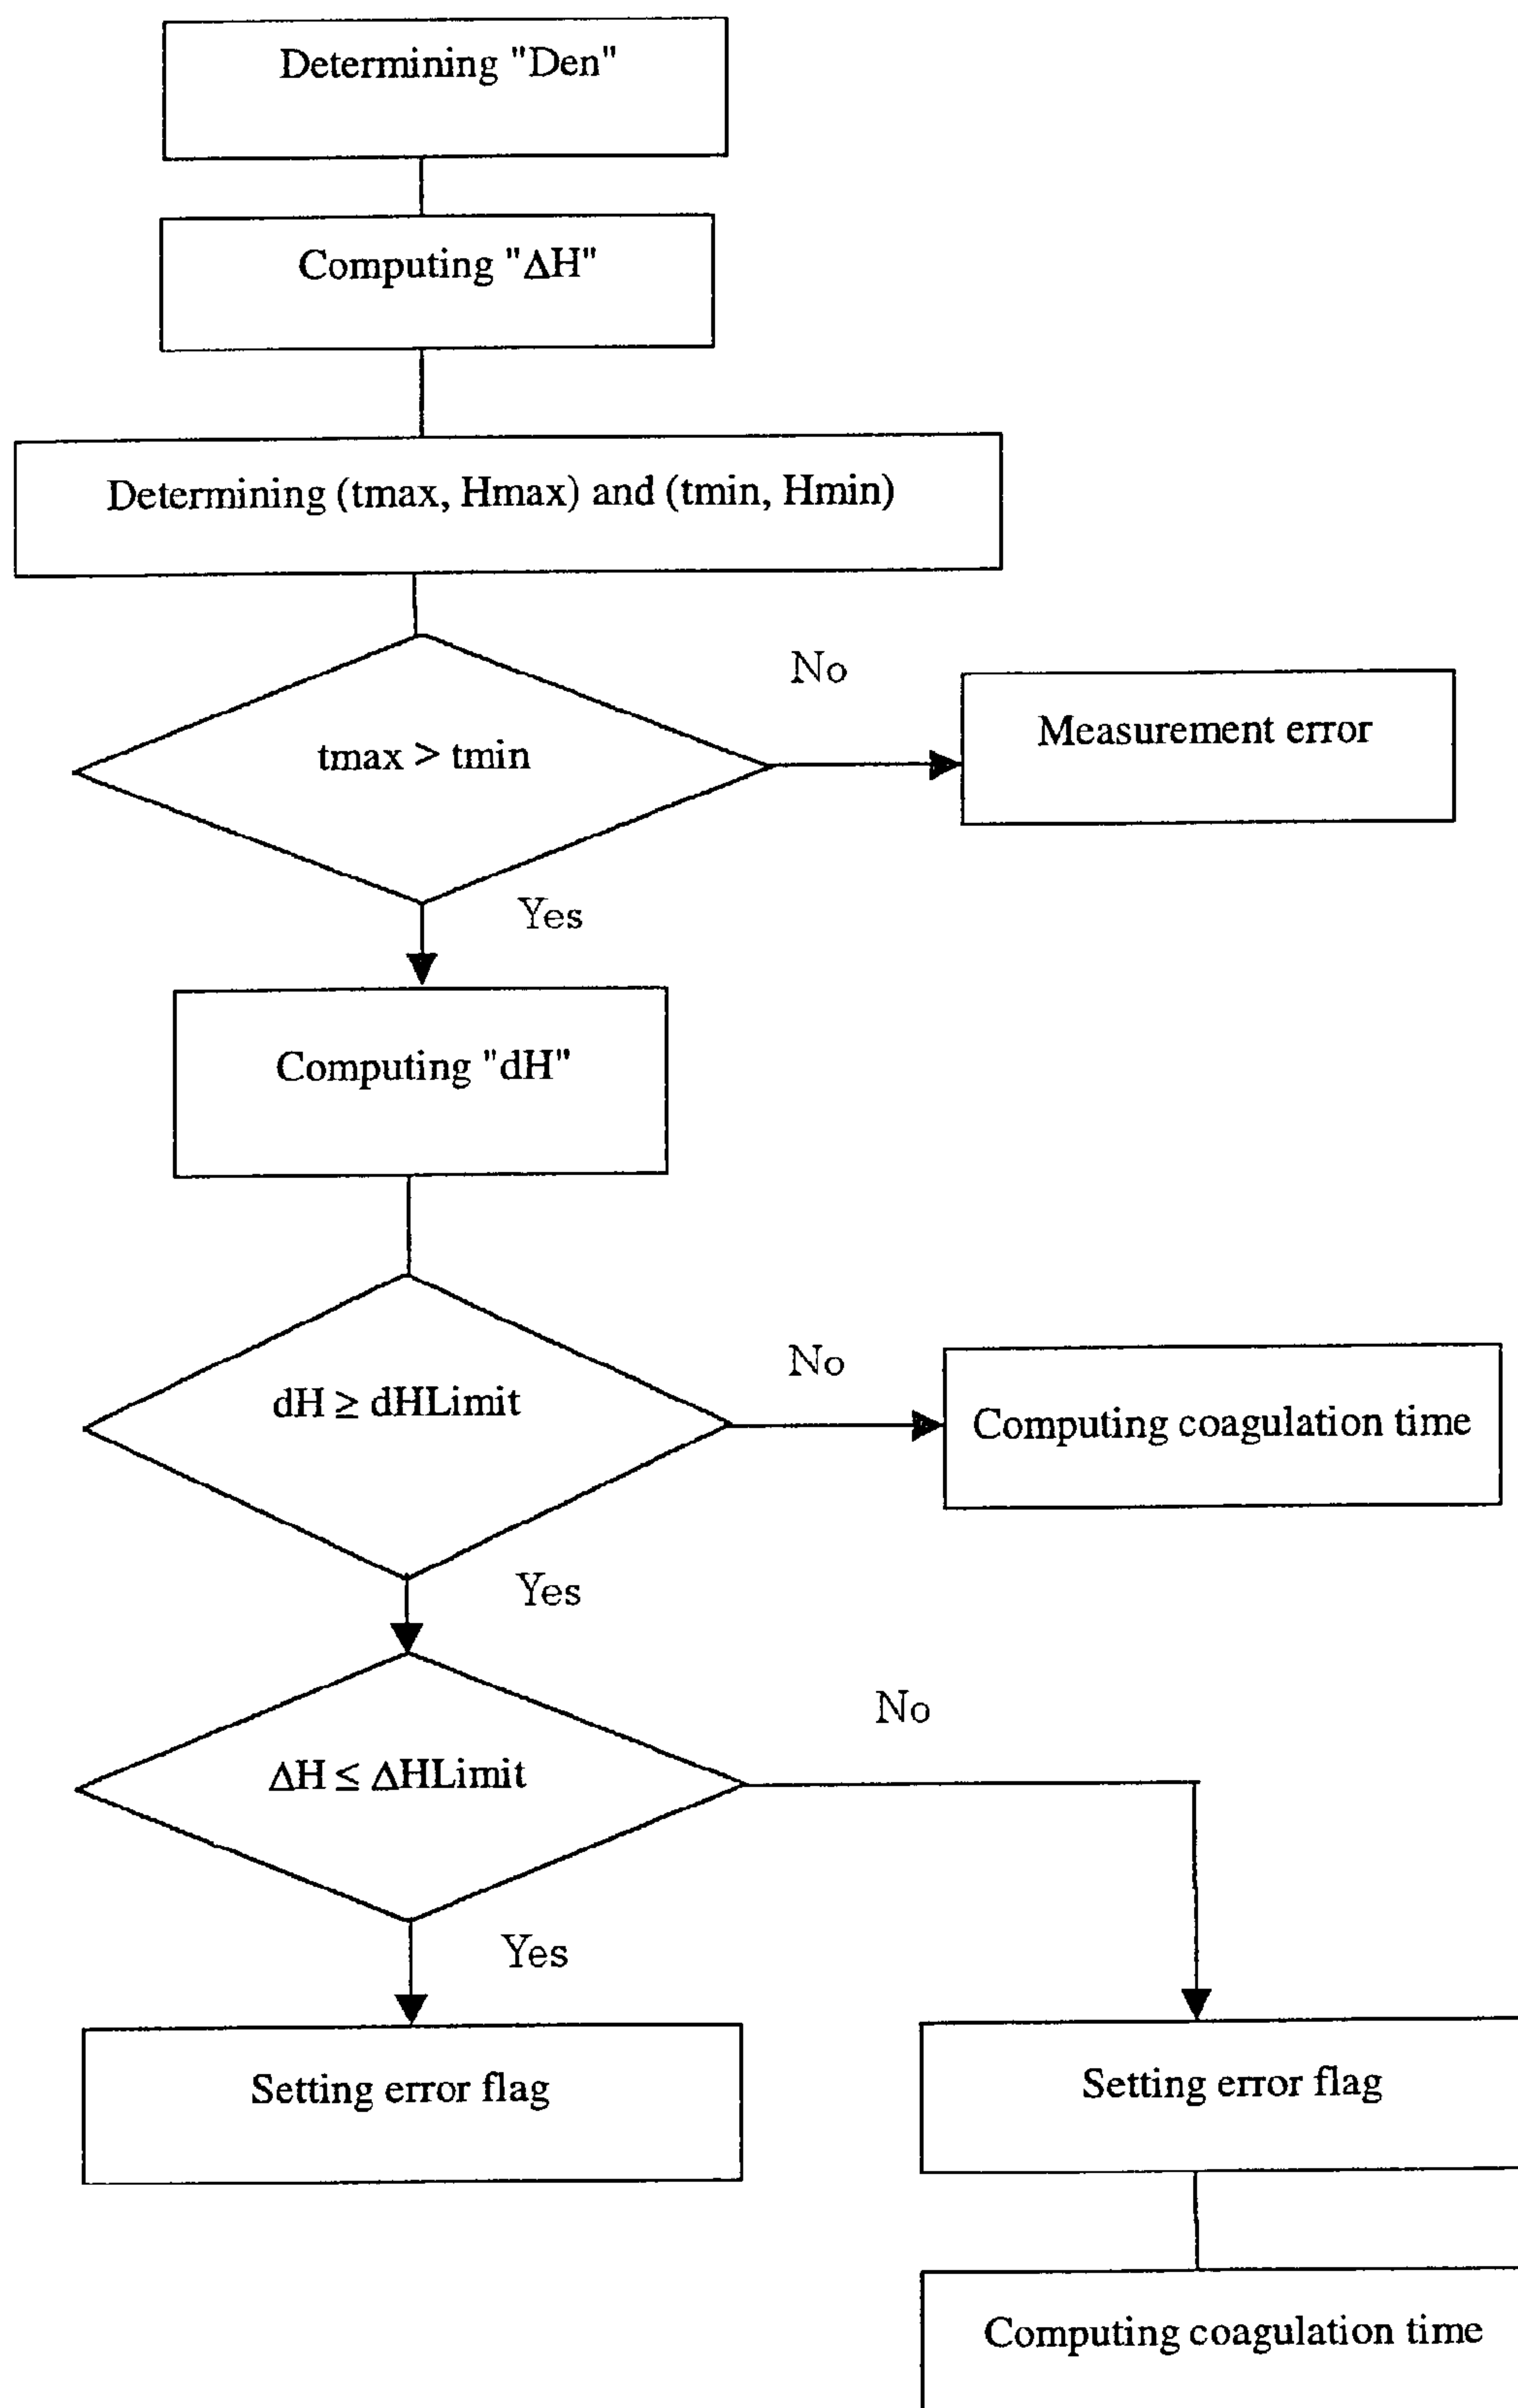 Determining "Den"
Computing "ΔH"
Determining (tmax, Hmax) and (tmin, Hmin)
No
tmax > tmin
Measurement error
Yes
Computing "dH"
No
dH ≥ dHLimit
Computing coagulation time
Yes
No
ΔH ≤ ΔHLimit
Yes
Setting error flag
Setting error flag
Computing coagulation time